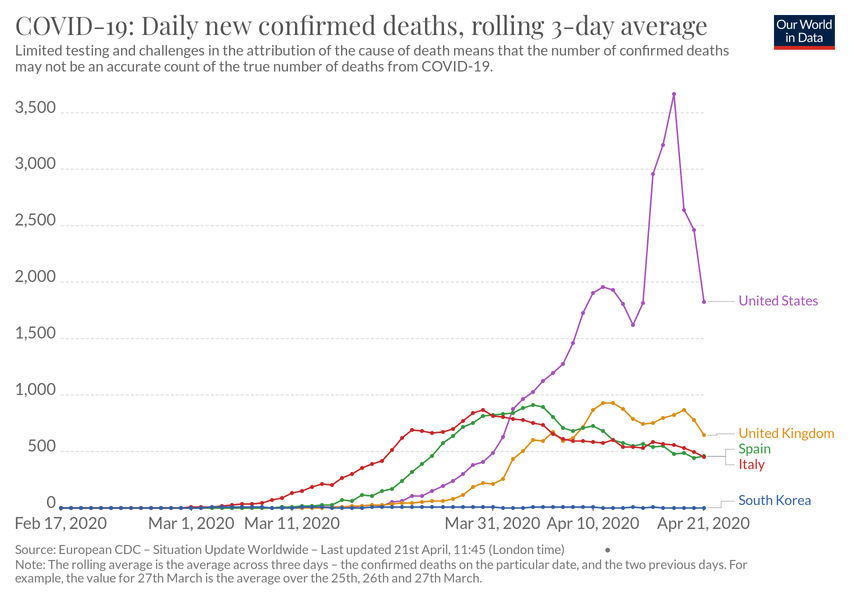 COVID-19: Daily new confirmed deaths, rolling 3-day average
Our World
in Data
Limited testing and challenges in the attribution of the cause of death means that the number of confirmed deaths
may not be an accurate count of the true number of deaths from COVID-19.
3,500
3,000
2,500
2,000
1,500
1,000
500
0
United States
United Kingdom
Spain
Italy
South Korea
Feb 17, 2020
Mar 1, 2020
Mar 11, 2020
Mar 31, 2020
Apr 10, 2020
Apr 21, 2020
Source: European CDC – Situation Update Worldwide – Last updated 21st April, 11:45 (London time)
Note: The rolling average is the average across three days – the confirmed deaths on the particular date, and the two previous days. For
example, the value for 27th March is the average over the 25th, 26th and 27th March.